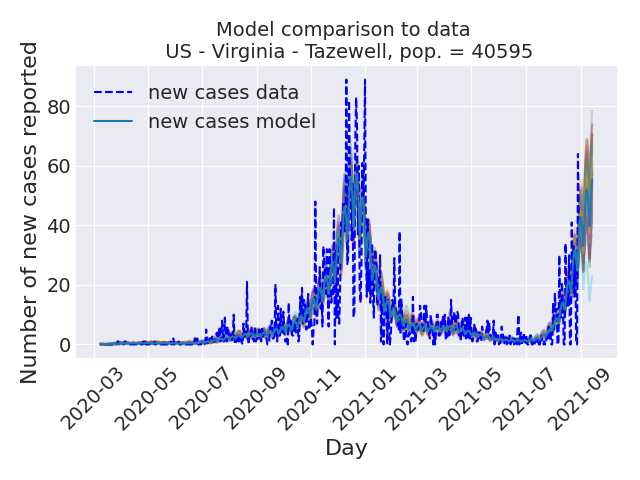 Model comparison to data
US - Virginia - Tazewell, pop. = 40595
Number of new cases reported
80
60
40
20
0
new cases data
new cases model
2020-03
2020-05
2020-07
2020-09
2020-11
2021-01
2021-03
2021-05
2021-07
2021-09
Day